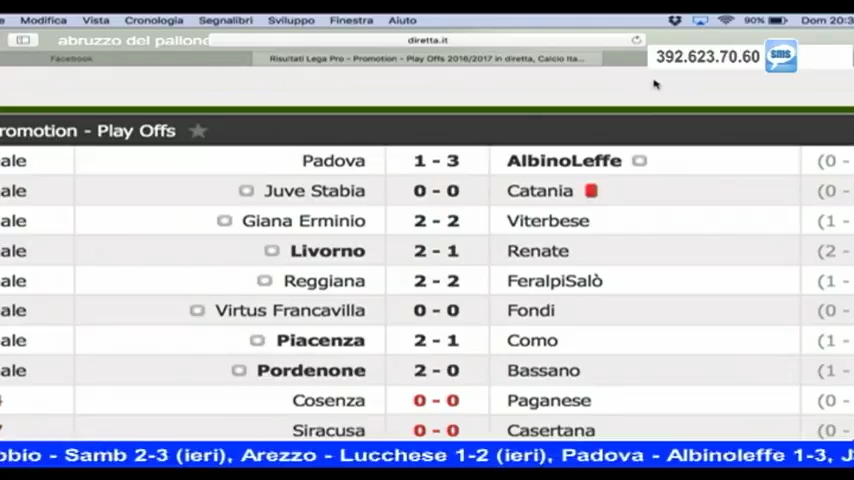 Modifica Vista Cronologia Segnalibri Sviluppo Finestra Aiuto 90% Dom 20:3
abruzzo del pallone diretta.it
Facebook Risultati Lega Pro - Promotion - Play Offs 2016/2017 in diretta, Calcio Ita...
392.623.70.60 sms
romotion - Play Offs
ale Padova 1 - 3 AlbinoLeffe (0 -
ale Juve Stabia 0 - 0 Catania (0 -
ale Giana Erminio 2 - 2 Viterbese (1 -
ale Livorno 2 - 1 Renate (2 -
ale Reggiana 2 - 2 FeralpiSalò (1 -
ale Virtus Francavilla 0 - 0 Fondi (0 -
ale Piacenza 2 - 1 Como (1 -
ale Pordenone 2 - 0 Bassano (1 -
Cosenza 0 - 0 Paganese (0 -
Siracusa 0 - 0 Casertana (0 -
obbio - Samb 2-3 (ieri), Arezzo - Lucchese 1-2 (ieri), Padova - Albinoleffe 1-3, J